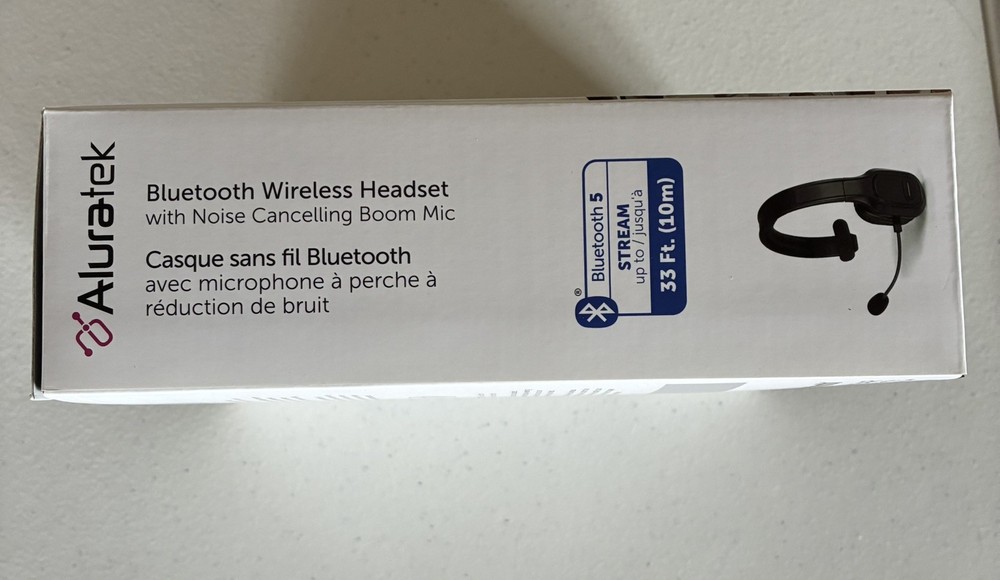 Aluratek
Bluetooth Wireless Headset
with Noise Cancelling Boom Mic
Casque sans fil Bluetooth
avec microphone à perche à
réduction de bruit
®
Bluetooth 5
STREAM
up to / jusqu'à
33 Ft. (10m)